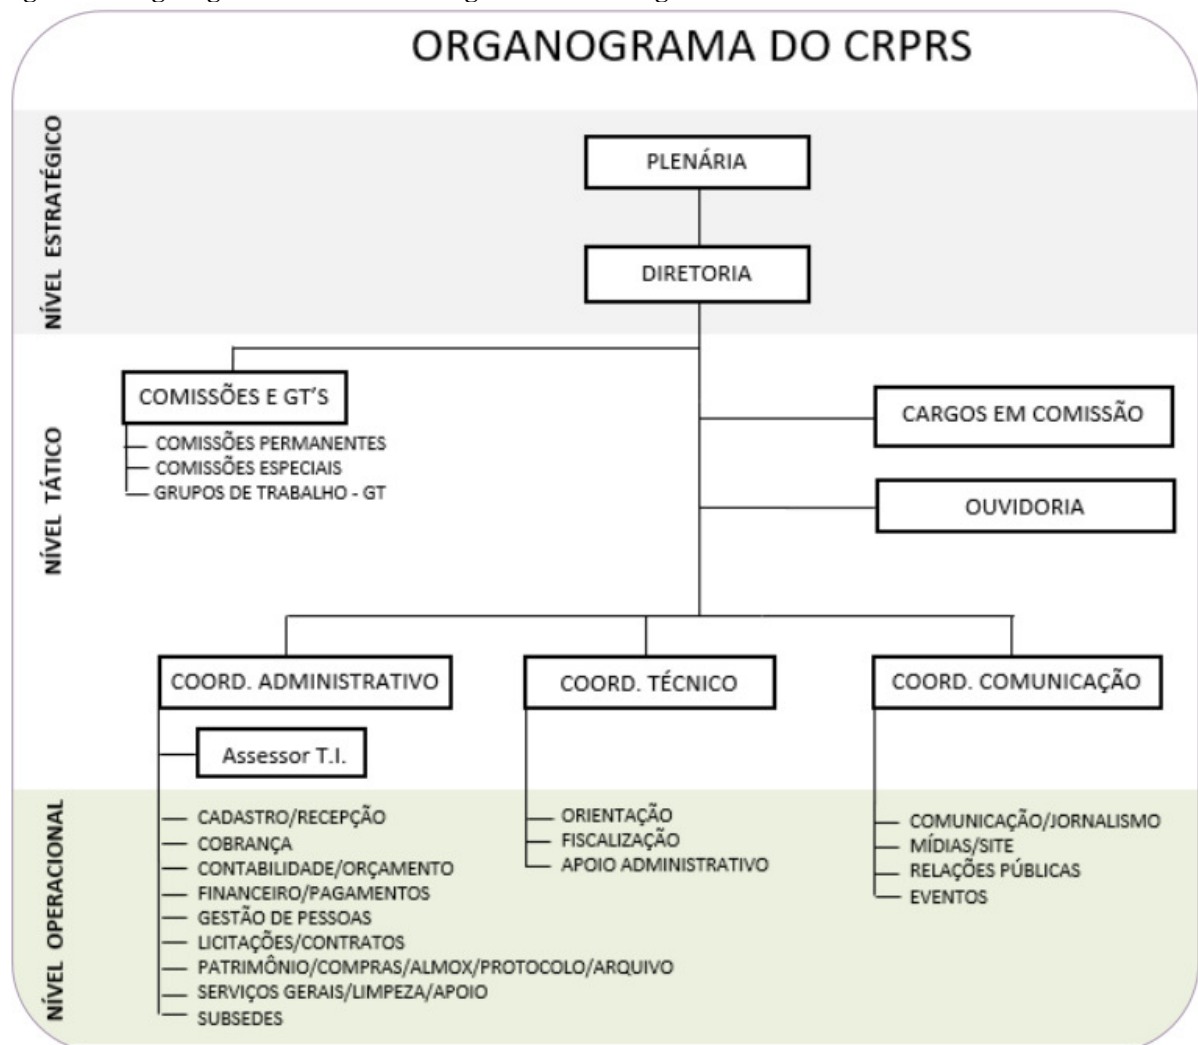 ORGANOGRAMA DO CRPRS
NÍVEL ESTRATÉGICO
PLENÁRIA
DIRETORIA
NÍVEL TÁTICO
COMISSÕES E GT'S
COMISSÕES PERMANENTES
COMISSÕES ESPECIAIS
GRUPOS DE TRABALHO - GT
CARGOS EM COMISSÃO
OUVIDORIA
COORD. ADMINISTRATIVO
Assessor T.I.
COORD. TÉCNICO
COORD. COMUNICAÇÃO
NÍVEL OPERACIONAL
CADASTRO/RECEPÇÃO
COBRANÇA
CONTABILIDADE/ORÇAMENTO
FINANCEIRO/PAGAMENTOS
GESTÃO DE PESSOAS
LICITAÇÕES/CONTRATOS
PATRIMÔNIO/COMPRAS/ALMOX/PROTOCOLO/ARQUIVO
SERVIÇOS GERAIS/LIMPEZA/APOIO
SUBSEDES
ORIENTAÇÃO
FISCALIZAÇÃO
APOIO ADMINISTRATIVO
COMUNICAÇÃO/JORNALISMO
MÍDIAS/SITE
RELAÇÕES PÚBLICAS
EVENTOS